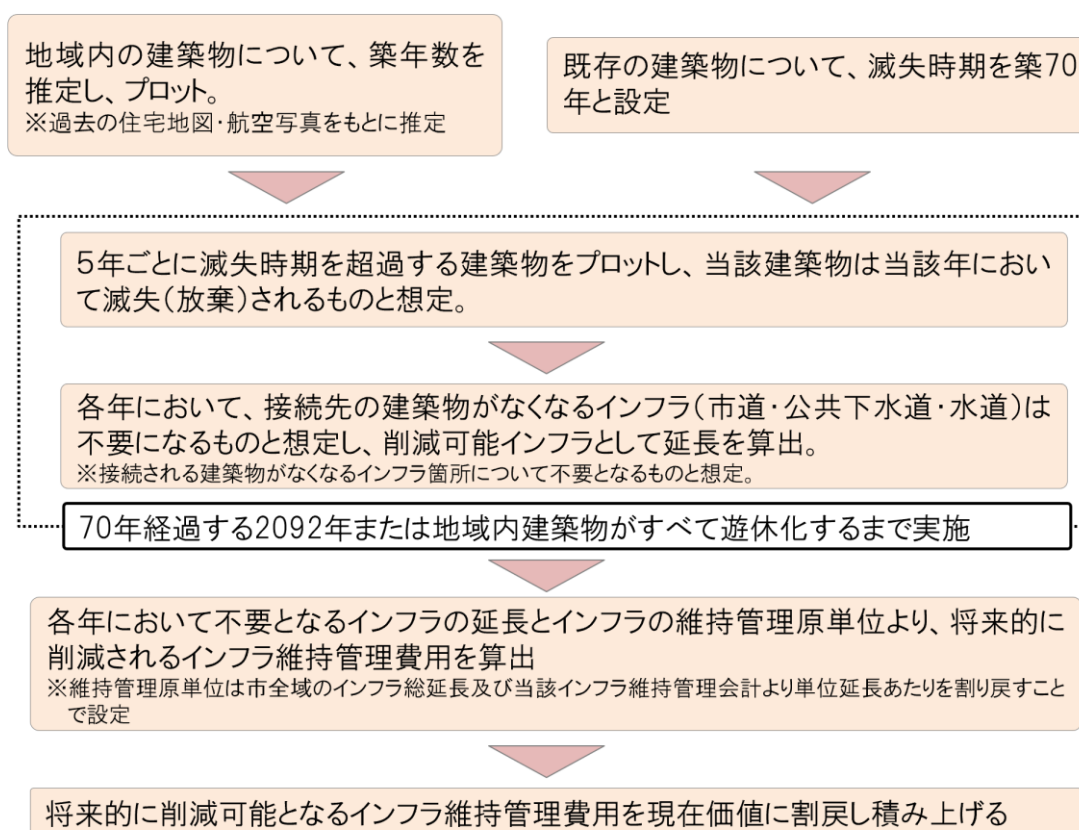 地域内の建築物について、築年数を
推定し、プロット。
※過去の住宅地図・航空写真をもとに推定
既存の建築物について、滅失時期を築70
年と設定
5年ごとに滅失時期を超過する建築物をプロットし、当該建築物は当該年におい
て滅失(放棄)されるものと想定。
各年において、接続先の建築物がなくなるインフラ(市道・公共下水道・水道)は
不要になるものと想定し、削減可能インフラとして延長を算出。
※接続される建築物がなくなるインフラ箇所について不要となるものと想定。
70年経過する2092年または地域内建築物がすべて遊休化するまで実施
各年において不要となるインフラの延長とインフラの維持管理原単位より、将来的に
削減されるインフラ維持管理費用を算出
※維持管理原単位は市全域のインフラ総延長及び当該インフラ維持管理会計より単位延長あたりを割り戻すこと
で設定
将来的に削減可能となるインフラ維持管理費用を現在価値に割戻し積み上げる